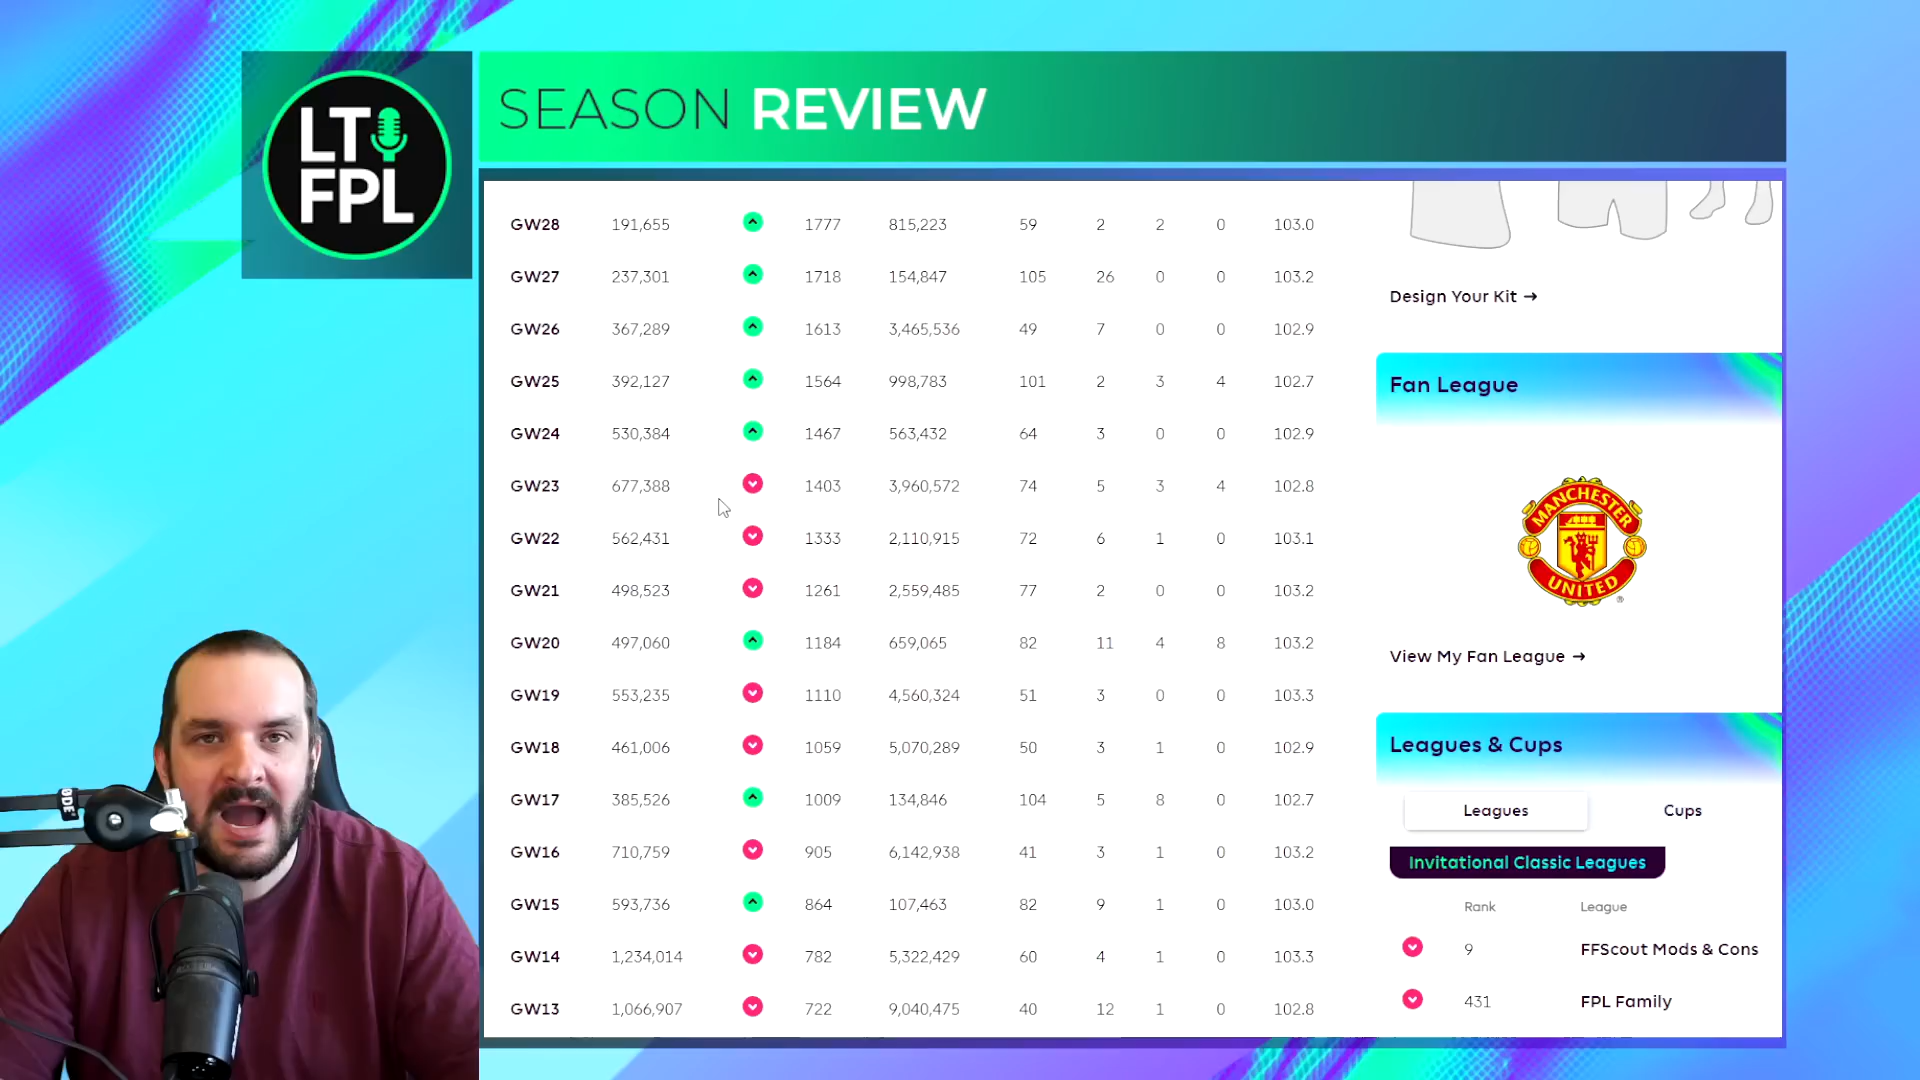 LT
FPL
SEASON REVIEW
GW28 191,655 1777 815,223 59 2 2 0 103.0
GW27 237,301 1718 154,847 105 26 0 0 103.2
GW26 367,289 1613 3,465,536 49 7 0 0 102.9
GW25 392,127 1564 998,783 101 2 3 4 102.7
GW24 530,384 1467 563,432 64 3 0 0 102.9
GW23 677,388 1403 3,960,572 74 5 3 4 102.8
GW22 562,431 1333 2,110,915 72 6 1 0 103.1
GW21 498,523 1261 2,559,485 77 2 0 0 103.2
GW20 497,060 1184 659,065 82 11 4 8 103.2
GW19 553,235 1110 4,560,324 51 3 0 0 103.3
GW18 461,006 1059 5,070,289 50 3 1 0 102.9
GW17 385,526 1009 134,846 104 5 8 0 102.7
GW16 710,759 905 6,142,938 41 3 1 0 103.2
GW15 593,736 864 107,463 82 9 1 0 103.0
GW14 1,234,014 782 5,322,429 60 4 1 0 103.3
GW13 1,066,907 722 9,040,475 40 12 1 0 102.8
Design Your Kit →
Fan League
MANCHESTER
UNITED
®
View My Fan League →
Leagues & Cups
Leagues Cups
Invitational Classic Leagues
Rank League
9 FFScout Mods & Cons
431 FPL Family
RØDE